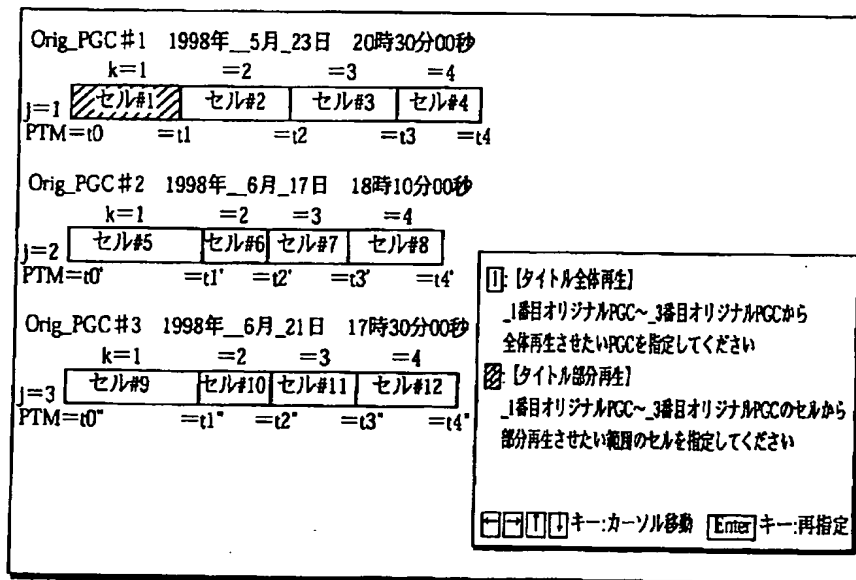 Orig_PGC#1 1998年__5月_23日 20時30分00秒
k=1 =2 =3 =4
j=1 セル#1 セル#2 セル#3 セル#4
PTM=t0 =t1 =t2 =t3 =t4
Orig_PGC#2 1998年__6月_17日 18時10分00秒
k=1 =2 =3 =4
j=2 セル#5 セル#6 セル#7 セル#8
PTM=t0' =t1' =t2' =t3' =t4'
Orig_PGC#3 1998年__6月_21日 17時30分00秒
k=1 =2 =3 =4
j=3 セル#9 セル#10 セル#11 セル#12
PTM=t0" =t1" =t2" =t3" =t4"
: [タイトル全体再生]
_1番目オリジナルPGC~_3番目オリジナルPGCから
全体再生させたいPGCを指定してください
: [タイトル部分再生]
_1番目オリジナルPGC~_3番目オリジナルPGCのセルから
部分再生させたい範囲のセルを指定してください
←→↑↓キー:カーソル移動 Enterキー:再指定